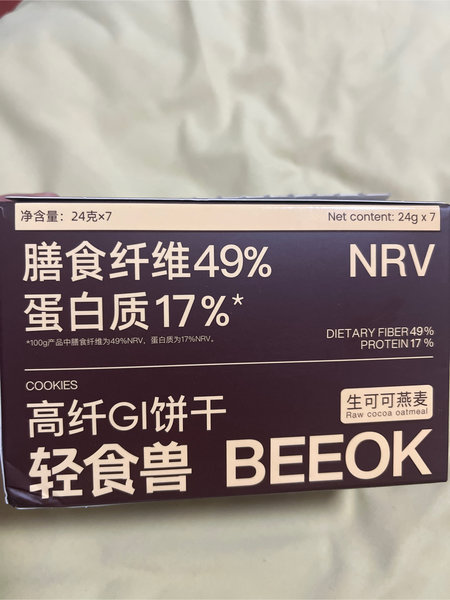 净含量：24克×7
Net content: 24g x 7
膳食纤维49%
NRV
蛋白质17%*
*100g产品中膳食纤维为49%NRV，蛋白质为17%NRV。
DIETARY FIBER 49%
PROTEIN 17 %
COOKIES
高纤GI饼干
生可可燕麦
Raw cocoa oatmeal
轻食兽
BEEOK